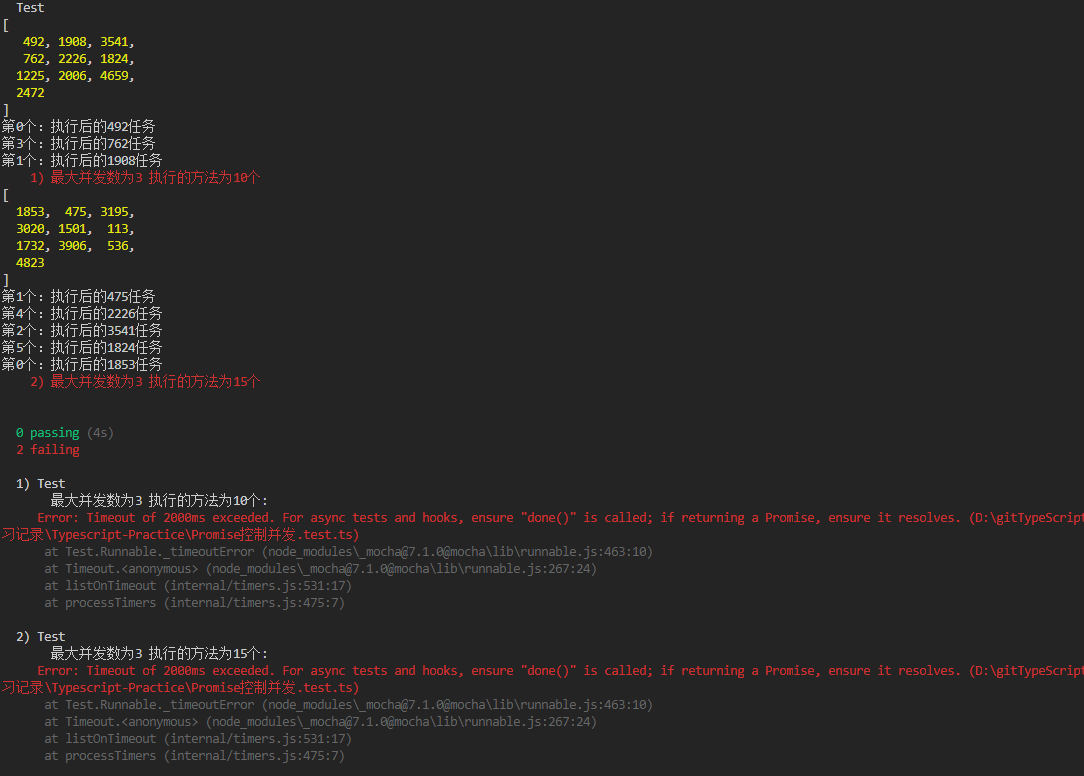 Test
[
492, 1908, 3541,
762, 2226, 1824,
1225, 2006, 4659,
2472
]
第0个：执行后的492任务
第3个：执行后的762任务
第1个：执行后的1908任务
1) 最大并发数为3 执行的方法为10个
[
1853, 475, 3195,
3020, 1501, 113,
1732, 3906, 536,
4823
]
第1个：执行后的475任务
第4个：执行后的2226任务
第2个：执行后的3541任务
第5个：执行后的1824任务
第0个：执行后的1853任务
2) 最大并发数为3 执行的方法为15个
0 passing (4s)
2 failing
1) Test
最大并发数为3 执行的方法为10个:
Error: Timeout of 2000ms exceeded. For async tests and hooks, ensure "done()" is called; if returning a Promise, ensure it resolves. (D:\gitTypeScript
习记录\Typescript-Practice\Promise控制并发.test.ts)
at Test.Runnable._timeoutError (node_modules\_mocha@7.1.0@mocha\lib\runnable.js:463:10)
at Timeout.<anonymous> (node_modules\_mocha@7.1.0@mocha\lib\runnable.js:267:24)
at listOnTimeout (internal/timers.js:531:17)
at processTimers (internal/timers.js:475:7)
2) Test
最大并发数为3 执行的方法为15个:
Error: Timeout of 2000ms exceeded. For async tests and hooks, ensure "done()" is called; if returning a Promise, ensure it resolves. (D:\gitTypeScript
习记录\Typescript-Practice\Promise控制并发.test.ts)
at Test.Runnable._timeoutError (node_modules\_mocha@7.1.0@mocha\lib\runnable.js:463:10)
at Timeout.<anonymous> (node_modules\_mocha@7.1.0@mocha\lib\runnable.js:267:24)
at listOnTimeout (internal/timers.js:531:17)
at processTimers (internal/timers.js:475:7)